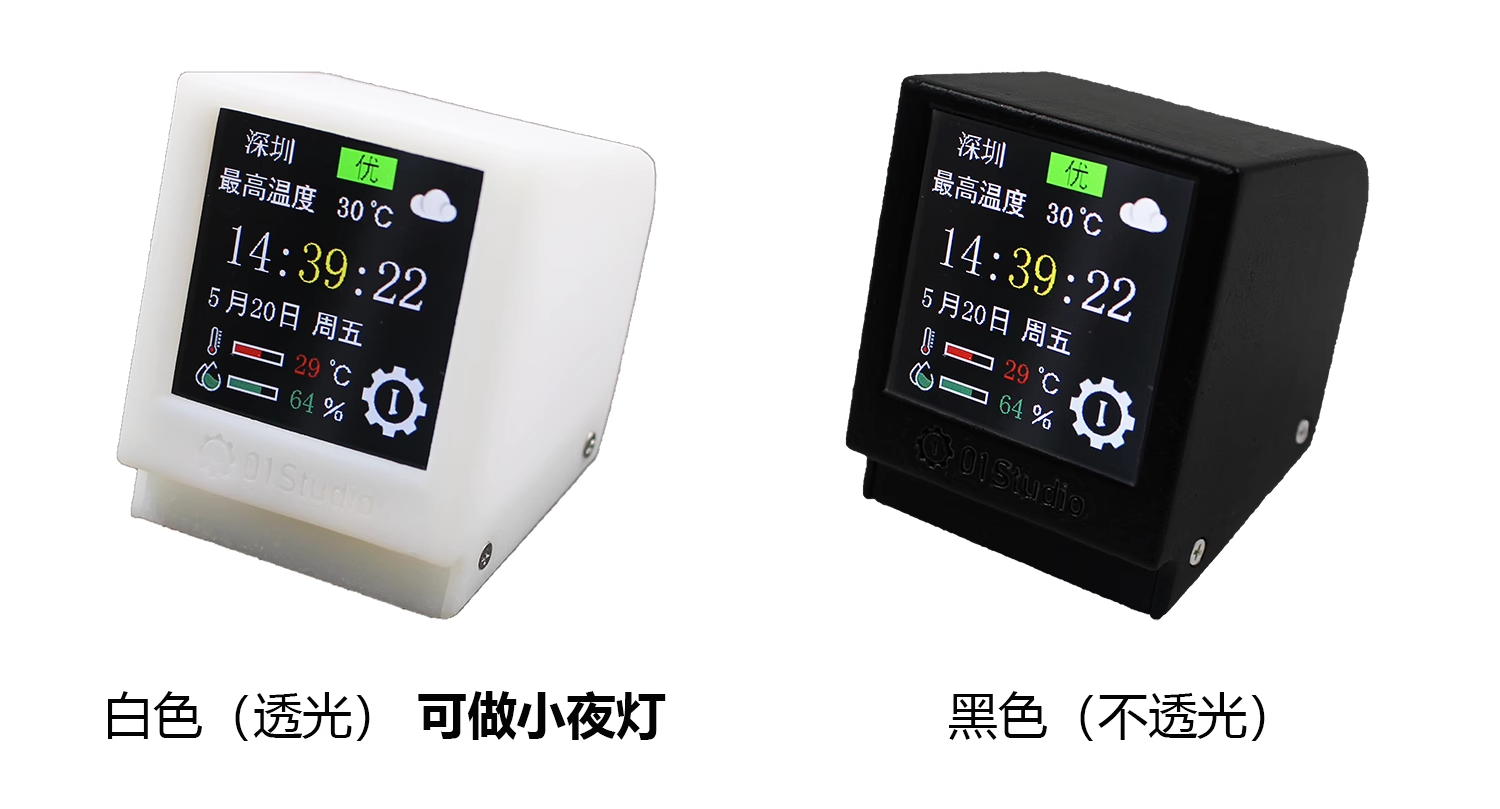 深圳 优
最高温度 30℃
14:39:22
5月20日 周五
29 ℃
64 %
01Studio
深圳 优
最高温度 30℃
14:39:22
5月20日 周五
29 ℃
64 %
01Studio
白色（透光） 可做小夜灯
黑色（不透光）